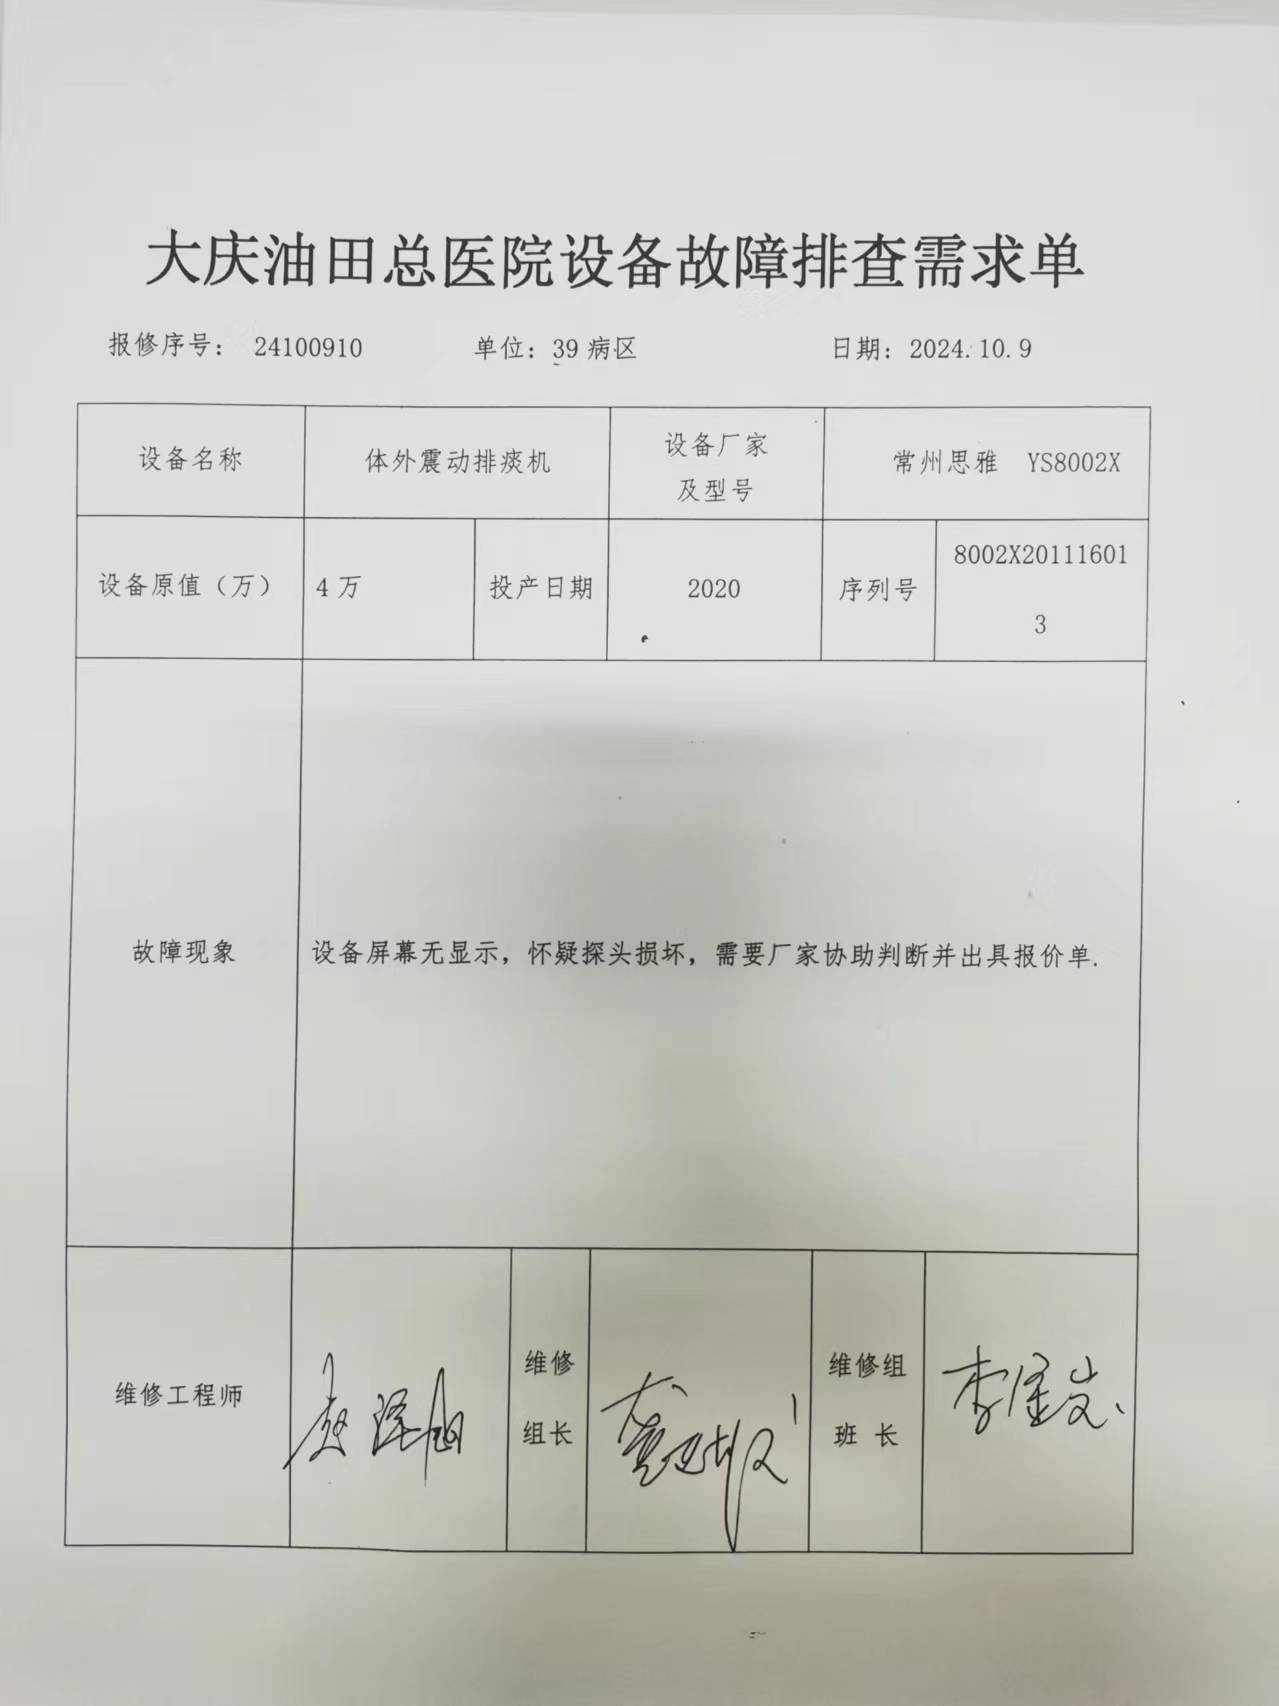 大庆油田总医院设备故障排查需求单
报修序号: 24100910 单位: 39 病区 日期: 2024.10.9
设备名称 体外震动排痰机 设备厂家及型号 常州思雅 YS8002X
设备原值（万） 4 万 投产日期 2020 序列号 8002X201116013
故障现象 设备屏幕无显示，怀疑探头损坏，需要厂家协助判断并出具报价单.
维修工程师 维修组长 维修组班 长